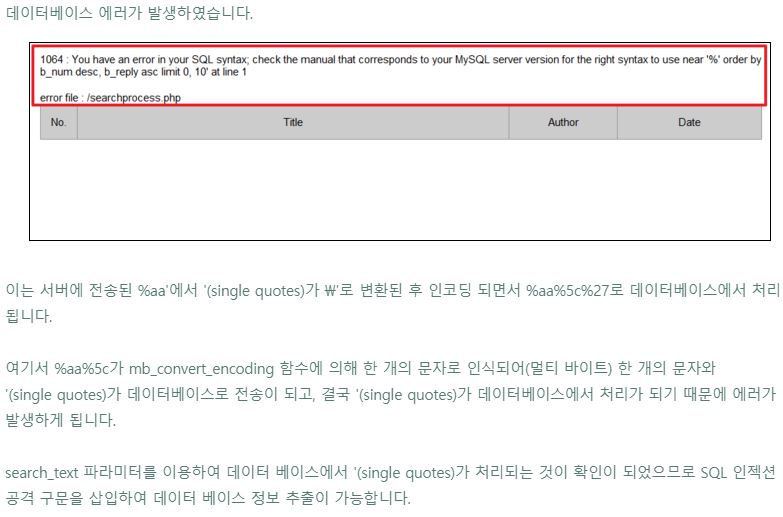 데이터베이스 에러가 발생하였습니다.
1064 : You have an error in your SQL syntax; check the manual that corresponds to your MySQL server version for the right syntax to use near '%' order by
b_num desc, b_reply asc limit 0, 10' at line 1
error file : /searchprocess.php
No. Title Author Date
이는 서버에 전송된 %aa'에서 '(single quotes)가 ₩'로 변환된 후 인코딩 되면서 %aa%5c%27로 데이터베이스에서 처리
됩니다.
여기서 %aa%5c가 mb_convert_encoding 함수에 의해 한 개의 문자로 인식되어(멀티 바이트) 한 개의 문자와
'(single quotes)가 데이터베이스로 전송이 되고, 결국 '(single quotes)가 데이터베이스에서 처리가 되기 때문에 에러가
발생하게 됩니다.
search_text 파라미터를 이용하여 데이터 베이스에서 '(single quotes)가 처리되는 것이 확인이 되었으므로 SQL 인젝션
공격 구문을 삽입하여 데이터 베이스 정보 추출이 가능합니다.